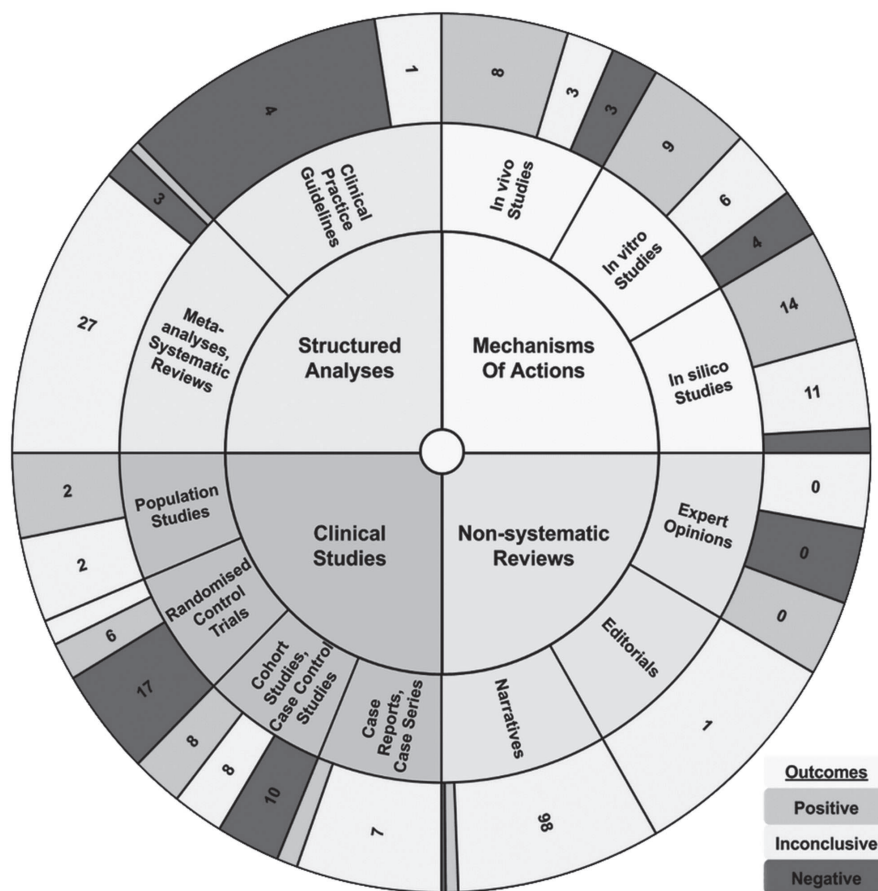 1
8
3
3
9
6
4
14
11
4
3
27
Clinical
Practice
Guidelines
In vivo
Studies
In vitro
Studies
In silico
Studies
Meta-
analyses,
Systematic
Reviews
Structured
Analyses
Mechanisms
Of Actions
Clinical
Studies
Non-systematic
Reviews
Population
Studies
Randomised
Control
Trials
Cohort
Studies,
Case Control
Studies
Case
Reports,
Case Series
Narratives
Editorials
Expert
Opinions
2
2
6
17
8
8
10
7
98
1
0
0
0
Outcomes
Positive
Inconclusive
Negative